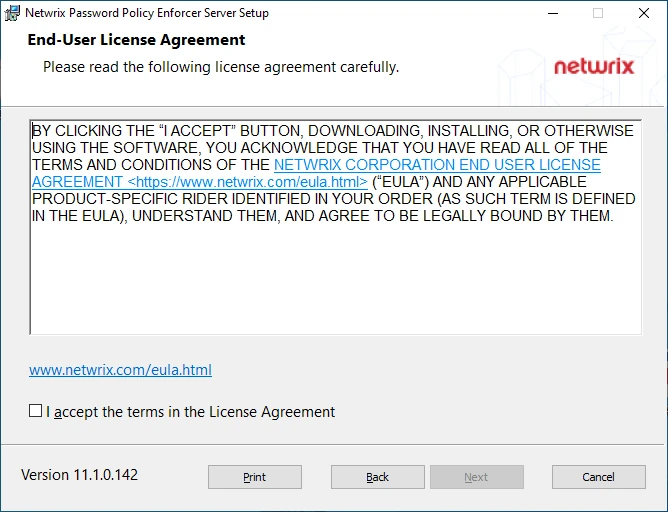 Netwrix Password Policy Enforcer Server Setup
End-User License Agreement
Please read the following license agreement carefully.
netwrix
BY CLICKING THE “I ACCEPT” BUTTON, DOWNLOADING, INSTALLING, OR OTHERWISE
USING THE SOFTWARE, YOU ACKNOWLEDGE THAT YOU HAVE READ ALL OF THE
TERMS AND CONDITIONS OF THE NETWRIX CORPORATION END USER LICENSE
AGREEMENT <https://www.netwrix.com/eula.html> (“EULA”) AND ANY APPLICABLE
PRODUCT-SPECIFIC RIDER IDENTIFIED IN YOUR ORDER (AS SUCH TERM IS DEFINED
IN THE EULA), UNDERSTAND THEM, AND AGREE TO BE LEGALLY BOUND BY THEM.
www.netwrix.com/eula.html
I accept the terms in the License Agreement
Version 11.1.0.142
Print
Back
Next
Cancel